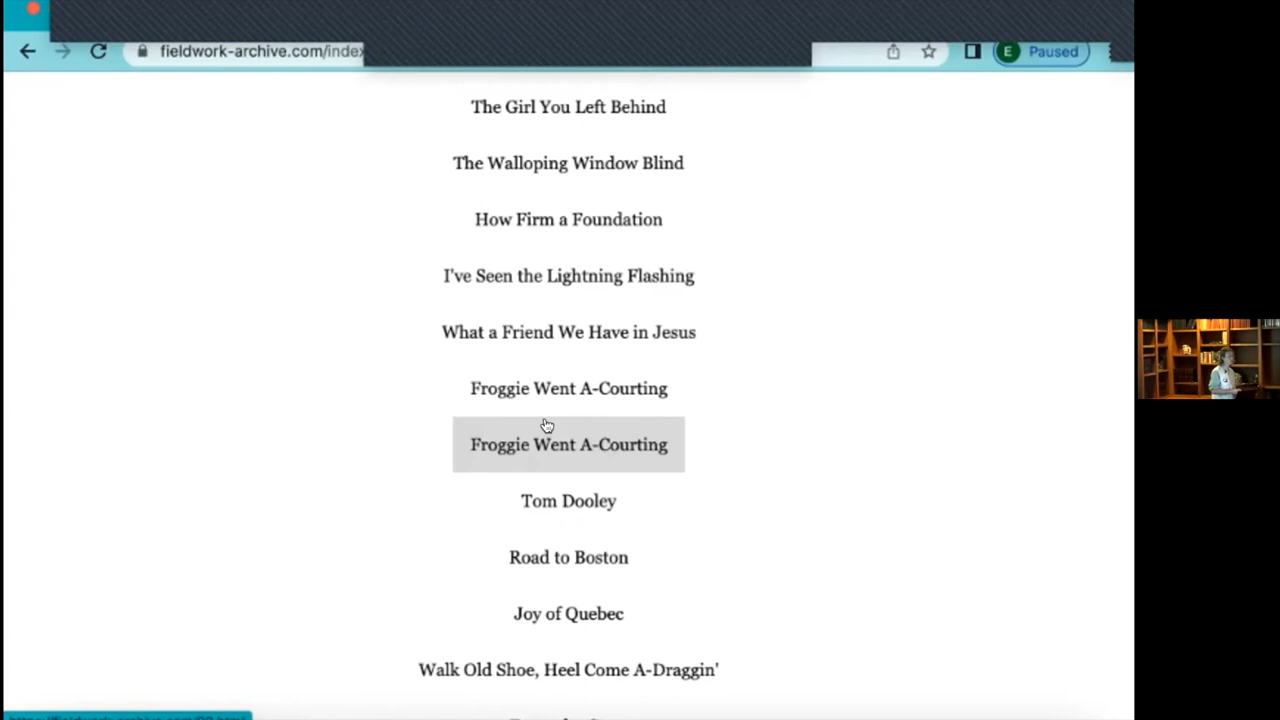 fieldwork-archive.com/index
E Paused
The Girl You Left Behind
The Walloping Window Blind
How Firm a Foundation
I've Seen the Lightning Flashing
What a Friend We Have in Jesus
Froggie Went A-Courting
Froggie Went A-Courting
Tom Dooley
Road to Boston
Joy of Quebec
Walk Old Shoe, Heel Come A-Draggin'